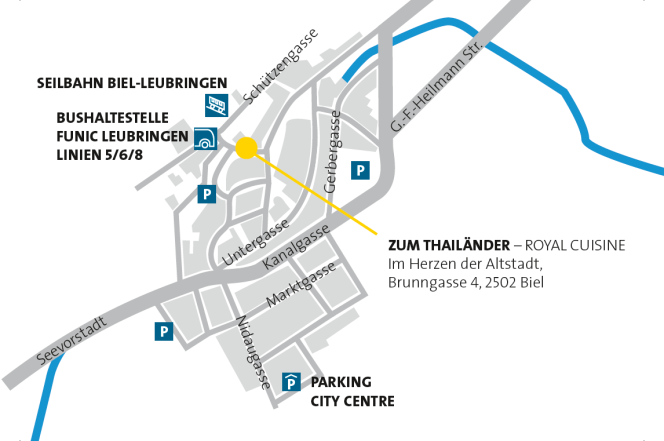 Schützengasse
SEILBAHN BIEL-LEUBRINGEN
G.-F.-Heilmann Str.
BUSHALTESTELLE
FUNIC LEUBRINGEN
LINIEN 5/6/8
Gerbergasse
P
P
Untergasse
Kanalgasse
ZUM THAILÄNDER – ROYAL CUISINE
Im Herzen der Altstadt,
Brunngasse 4, 2502 Biel
Marktgasse
Seevorstadt
P
Nidaugasse
P
PARKING
CITY CENTRE